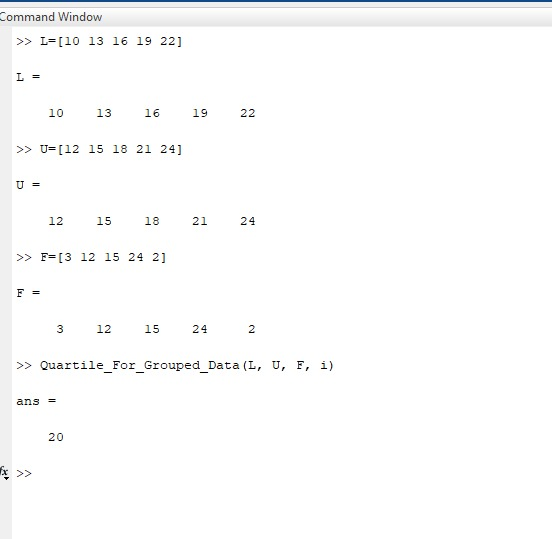 Command Window
>> L=[10 13 16 19 22]
L =
10 13 16 19 22
>> U=[12 15 18 21 24]
U =
12 15 18 21 24
>> F=[3 12 15 24 2]
F =
3 12 15 24 2
>> Quartile_For_Grouped_Data(L, U, F, i)
ans =
20
fx >>